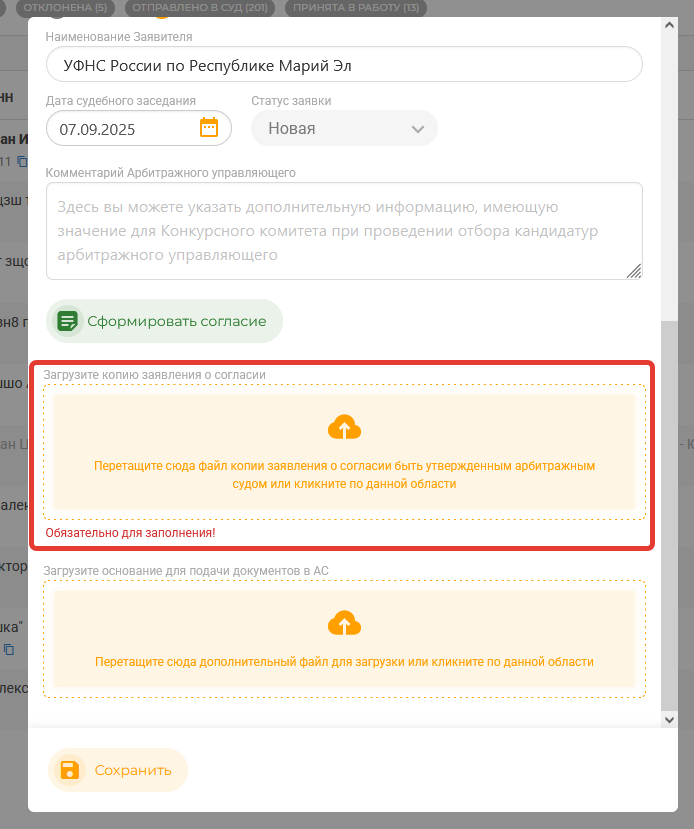 ОТКЛОНЕНА (5)
ОТПРАВЛЕНО В СУД (201)
ПРИНЯТА В РАБОТУ (13)
Наименование Заявителя
УФНС России по Республике Марий Эл
Дата судебного заседания
Статус заявки
07.09.2025
Новая
Комментарий Арбитражного управляющего
Здесь вы можете указать дополнительную информацию, имеющую
значение для Конкурсного комитета при проведении отбора кандидатур
арбитражного управляющего
Сформировать согласие
Загрузите копию заявления о согласии
Перетащите сюда файл копии заявления о согласии быть утвержденным арбитражным
судом или кликните по данной области
Обязательно для заполнения!
Загрузите основание для подачи документов в АС
Перетащите сюда дополнительный файл для загрузки или кликните по данной области
Сохранить